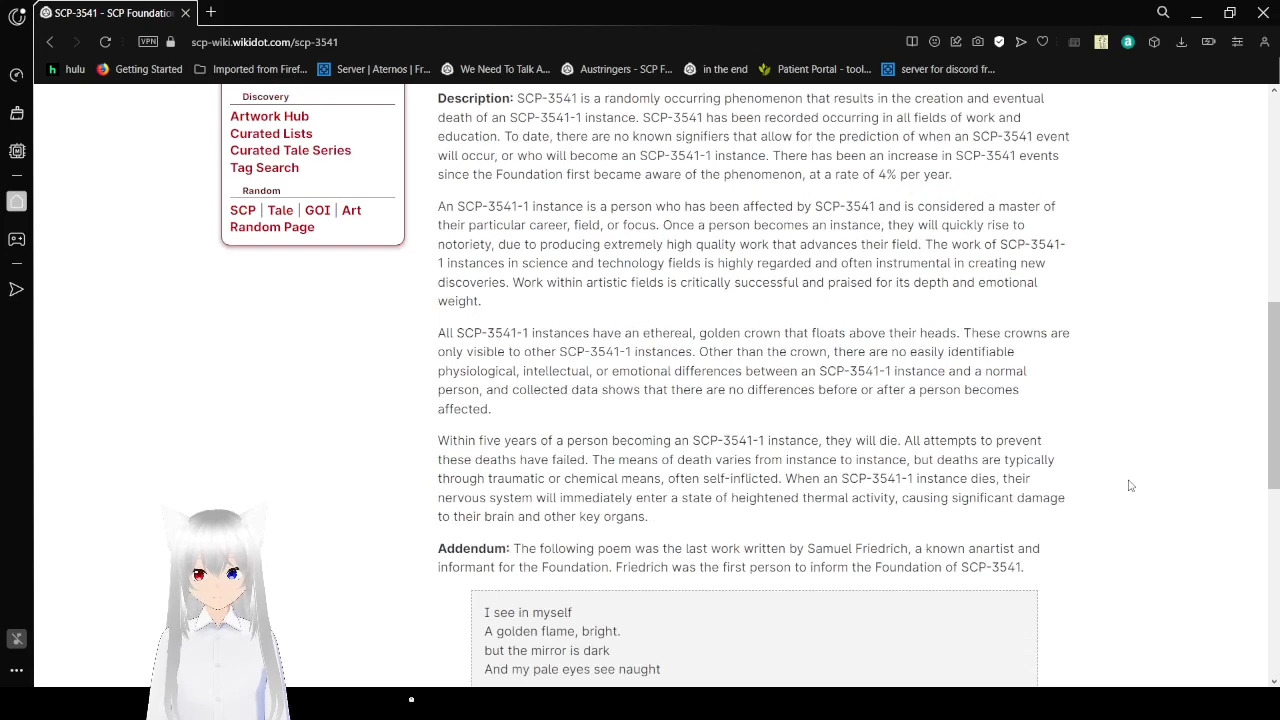 SCP-3541 - SCP Foundatio
scp-wiki.wikidot.com/scp-3541
VPN
hulu
Getting Started
Imported from Firef...
Server | Aternos | Fr...
We Need To Talk A...
Austringers - SCP F...
in the end
Patient Portal - tool...
server for discord fr...
Discovery
Artwork Hub
Curated Lists
Curated Tale Series
Tag Search
Random
SCP | Tale | GOI | Art
Random Page
Description: SCP-3541 is a randomly occurring phenomenon that results in the creation and eventual
death of an SCP-3541-1 instance. SCP-3541 has been recorded occurring in all fields of work and
education. To date, there are no known signifiers that allow for the prediction of when an SCP-3541 event
will occur, or who will become an SCP-3541-1 instance. There has been an increase in SCP-3541 events
since the Foundation first became aware of the phenomenon, at a rate of 4% per year.
An SCP-3541-1 instance is a person who has been affected by SCP-3541 and is considered a master of
their particular career, field, or focus. Once a person becomes an instance, they will quickly rise to
notoriety, due to producing extremely high quality work that advances their field. The work of SCP-3541-
1 instances in science and technology fields is highly regarded and often instrumental in creating new
discoveries. Work within artistic fields is critically successful and praised for its depth and emotional
weight.
All SCP-3541-1 instances have an ethereal, golden crown that floats above their heads. These crowns are
only visible to other SCP-3541-1 instances. Other than the crown, there are no easily identifiable
physiological, intellectual, or emotional differences between an SCP-3541-1 instance and a normal
person, and collected data shows that there are no differences before or after a person becomes
affected.
Within five years of a person becoming an SCP-3541-1 instance, they will die. All attempts to prevent
these deaths have failed. The means of death varies from instance to instance, but deaths are typically
through traumatic or chemical means, often self-inflicted. When an SCP-3541-1 instance dies, their
nervous system will immediately enter a state of heightened thermal activity, causing significant damage
to their brain and other key organs.
Addendum: The following poem was the last work written by Samuel Friedrich, a known anartist and
informant for the Foundation. Friedrich was the first person to inform the Foundation of SCP-3541.
I see in myself
A golden flame, bright.
but the mirror is dark
And my pale eyes see naught